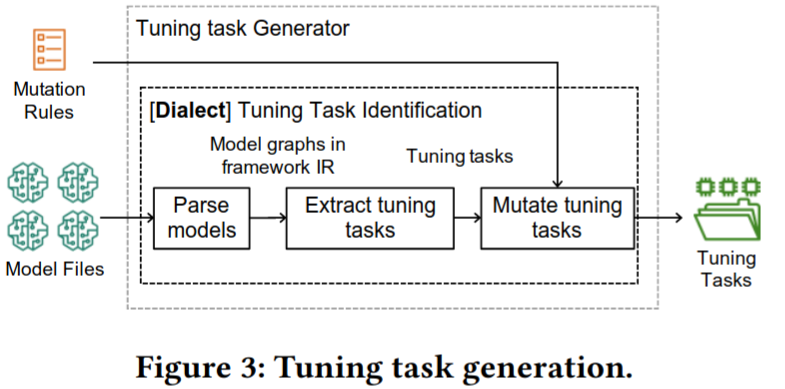 Tuning task Generator
Mutation
Rules
[Dialect] Tuning Task Identification
Model graphs in
framework IR
Tuning tasks
Parse
models
Extract tuning
tasks
Mutate tuning
tasks
Model Files
Tuning
Tasks
Figure 3: Tuning task generation.